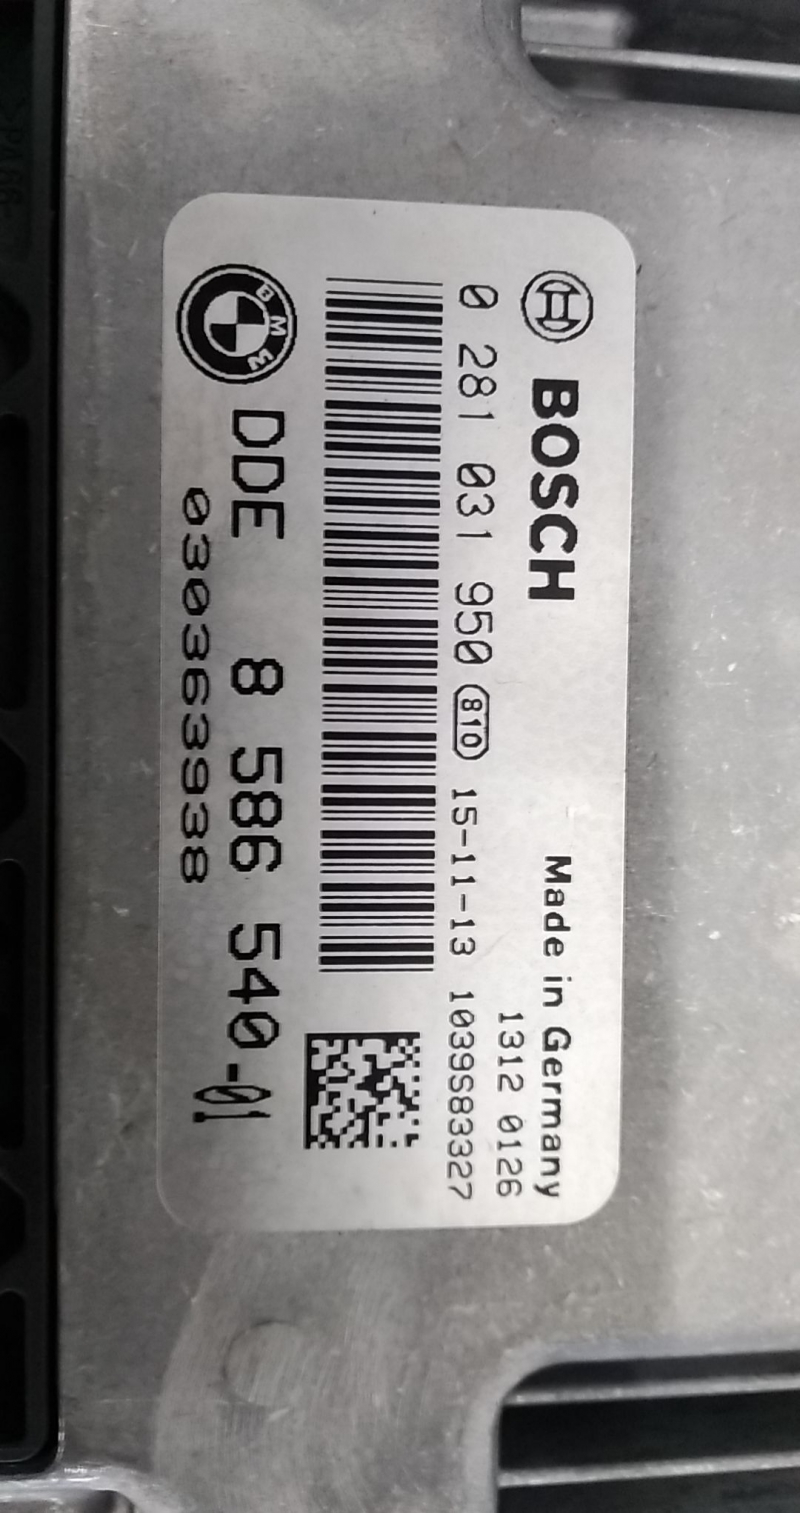 BOSCH
Made in Germany
1312 0126
0 281 031 950 810 15-11-13 1039S83327
BMW
DDE 8 586 540-01
030363938